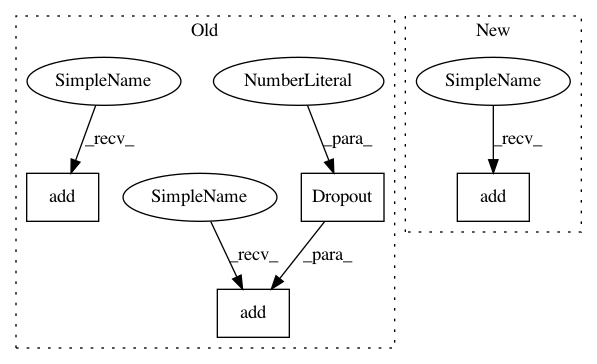 Old
New
SimpleName
NumberLiteral
SimpleName
_recv_
_para_
_recv_
add
SimpleName
Dropout
add
_recv_
_para_
add